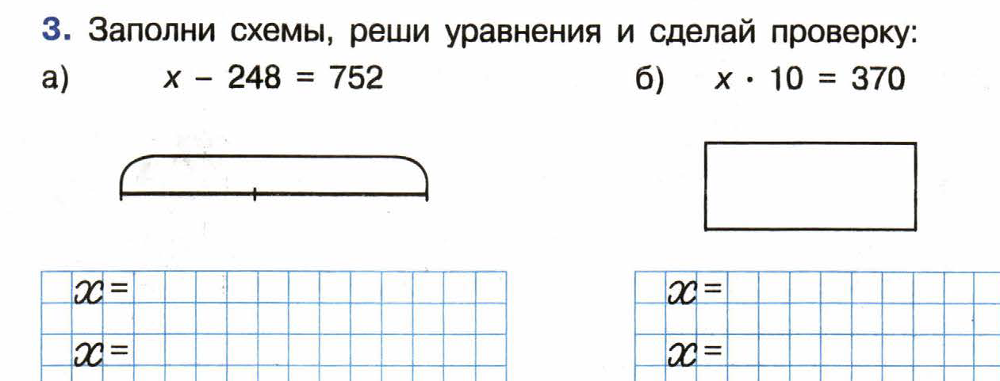 3. Заполни схемы, реши уравнения и сделай проверку:
а) x – 248 = 752 б) x · 10 = 370
x = x =
x = x =